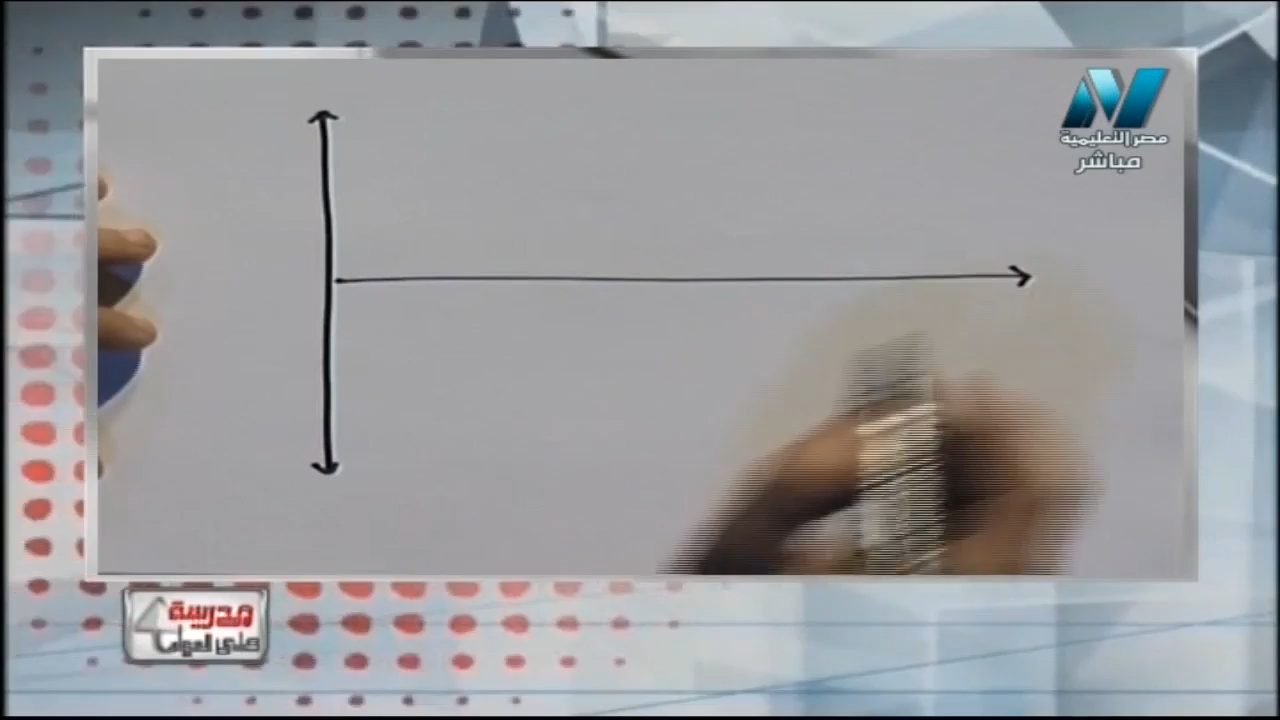 مصر التعليمية
مباشر
مدرسة
على الهواء